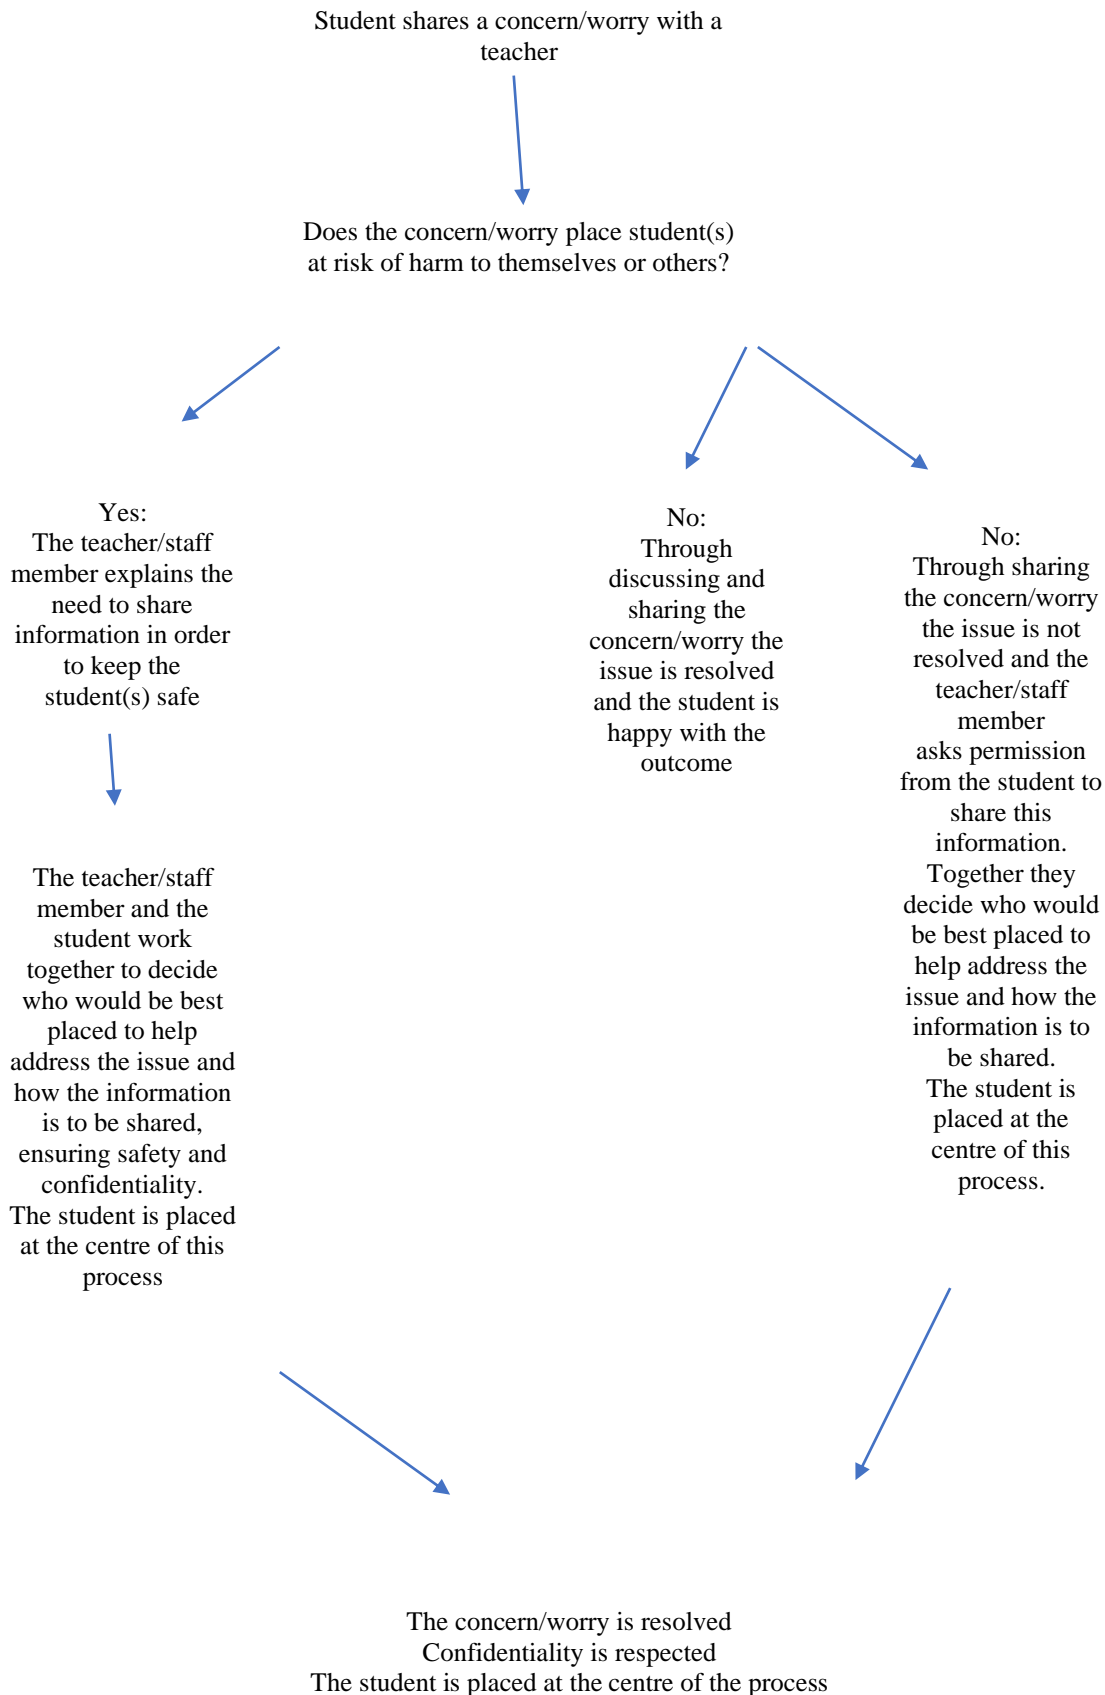 Student shares a concern/worry with a
teacher
Does the concern/worry place student(s)
at risk of harm to themselves or others?
Yes:
The teacher/staff
member explains the
need to share
information in order
to keep the
student(s) safe
The teacher/staff
member and the
student work
together to decide
who would be best
placed to help
address the issue and
how the information
is to be shared,
ensuring safety and
confidentiality.
The student is placed
at the centre of this
process
No:
Through
discussing and
sharing the
concern/worry the
issue is resolved
and the student is
happy with the
outcome
No:
Through sharing
the concern/worry
the issue is not
resolved and the
teacher/staff
member
asks permission
from the student to
share this
information.
Together they
decide who would
be best placed to
help address the
issue and how the
information is to
be shared.
The student is
placed at the
centre of this
process.
The concern/worry is resolved
Confidentiality is respected
The student is placed at the centre of the process